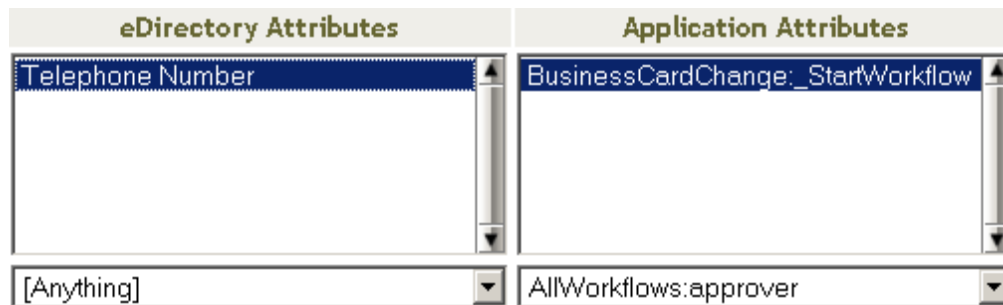 eDirectory Attributes
Application Attributes
Telephone Number
BusinessCardChange:_StartWorkflow
[Anything]
AllWorkflows:approver